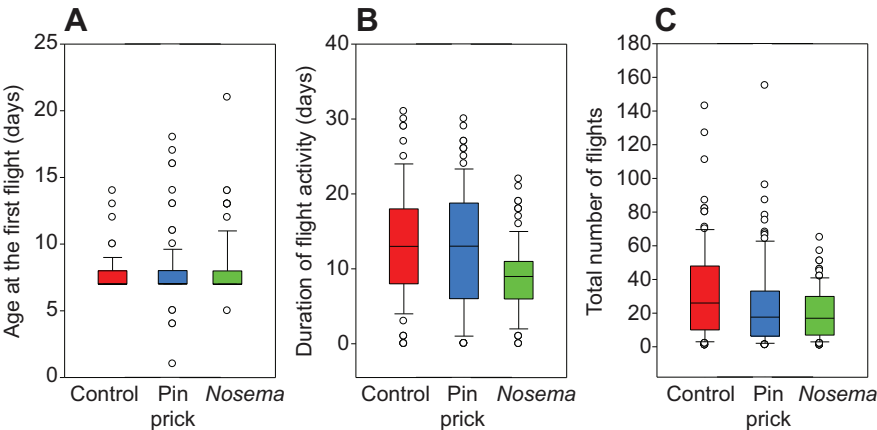 A
Age at the first flight (days)
25
20
15
10
5
0
Control
Pin
prick
Nosema
B
Duration of flight activity (days)
40
30
20
10
0
Control
Pin
prick
Nosema
C
Total number of flights
180
160
140
120
100
80
60
40
20
0
Control
Pin
prick
Nosema